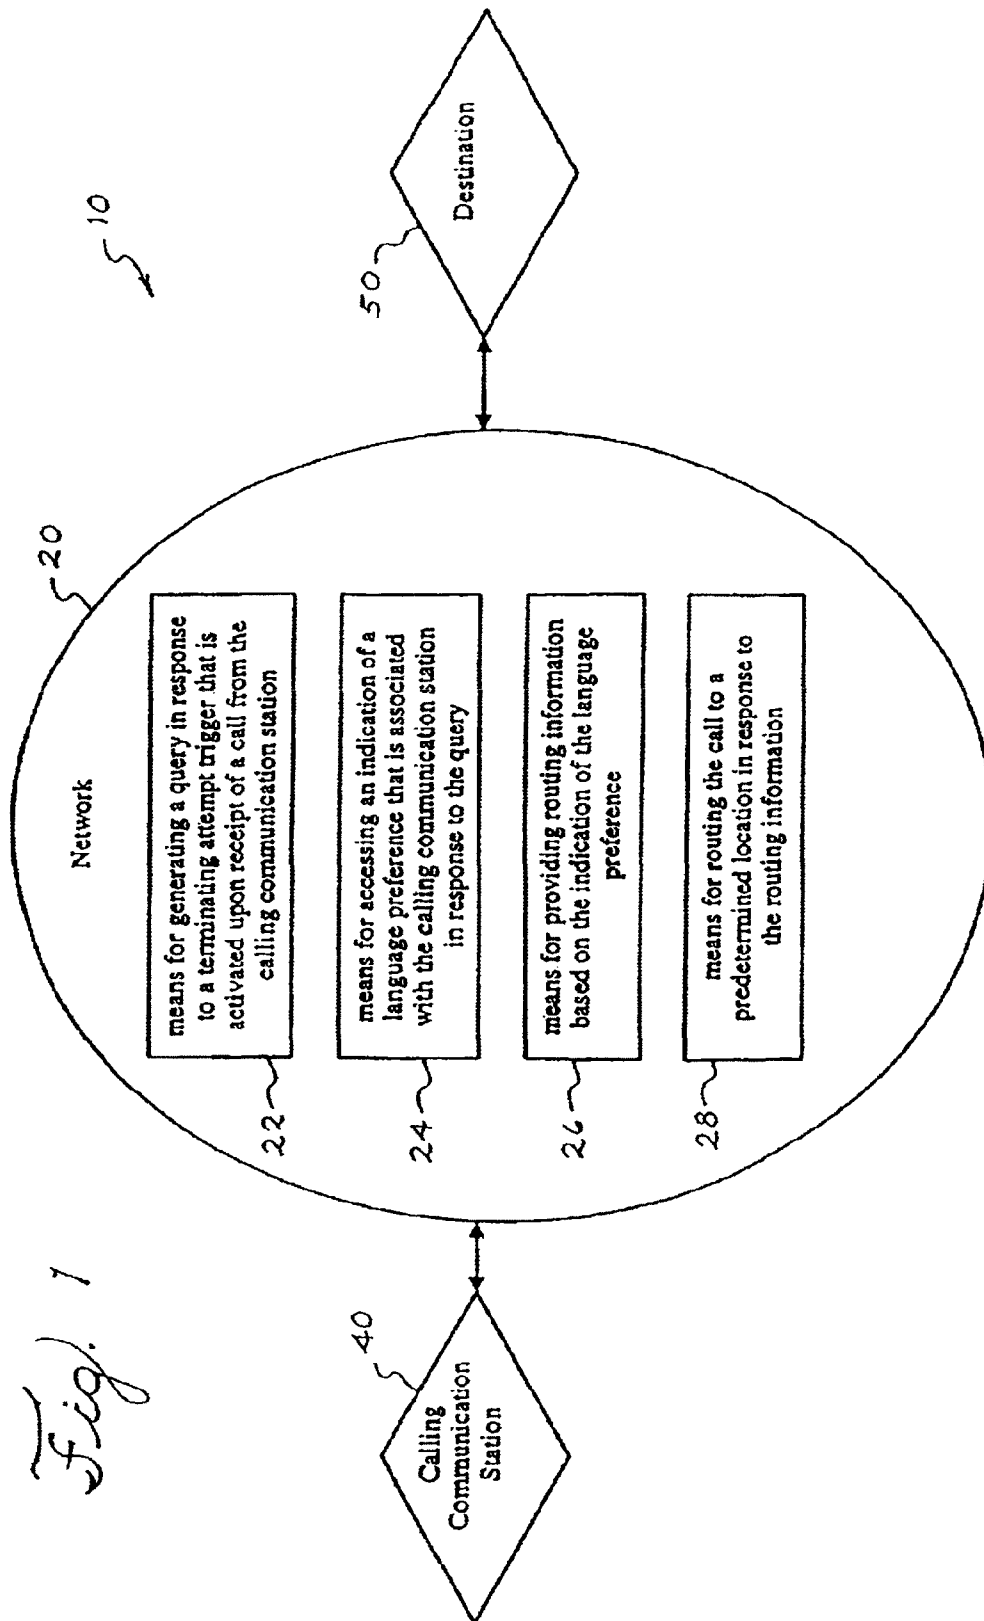 Fig. 1
10
Network
20
means for generating a query in response
to a terminating attempt trigger that is
activated upon receipt of a call from the
calling communication station
22
means for accessing an indication of a
language preference that is associated
with the calling communication station
in response to the query
24
means for providing routing information
based on the indication of the language
preference
26
means for routing the call to a
predetermined location in response to
the routing information
28
Calling
Communication
Station
40
Destination
50